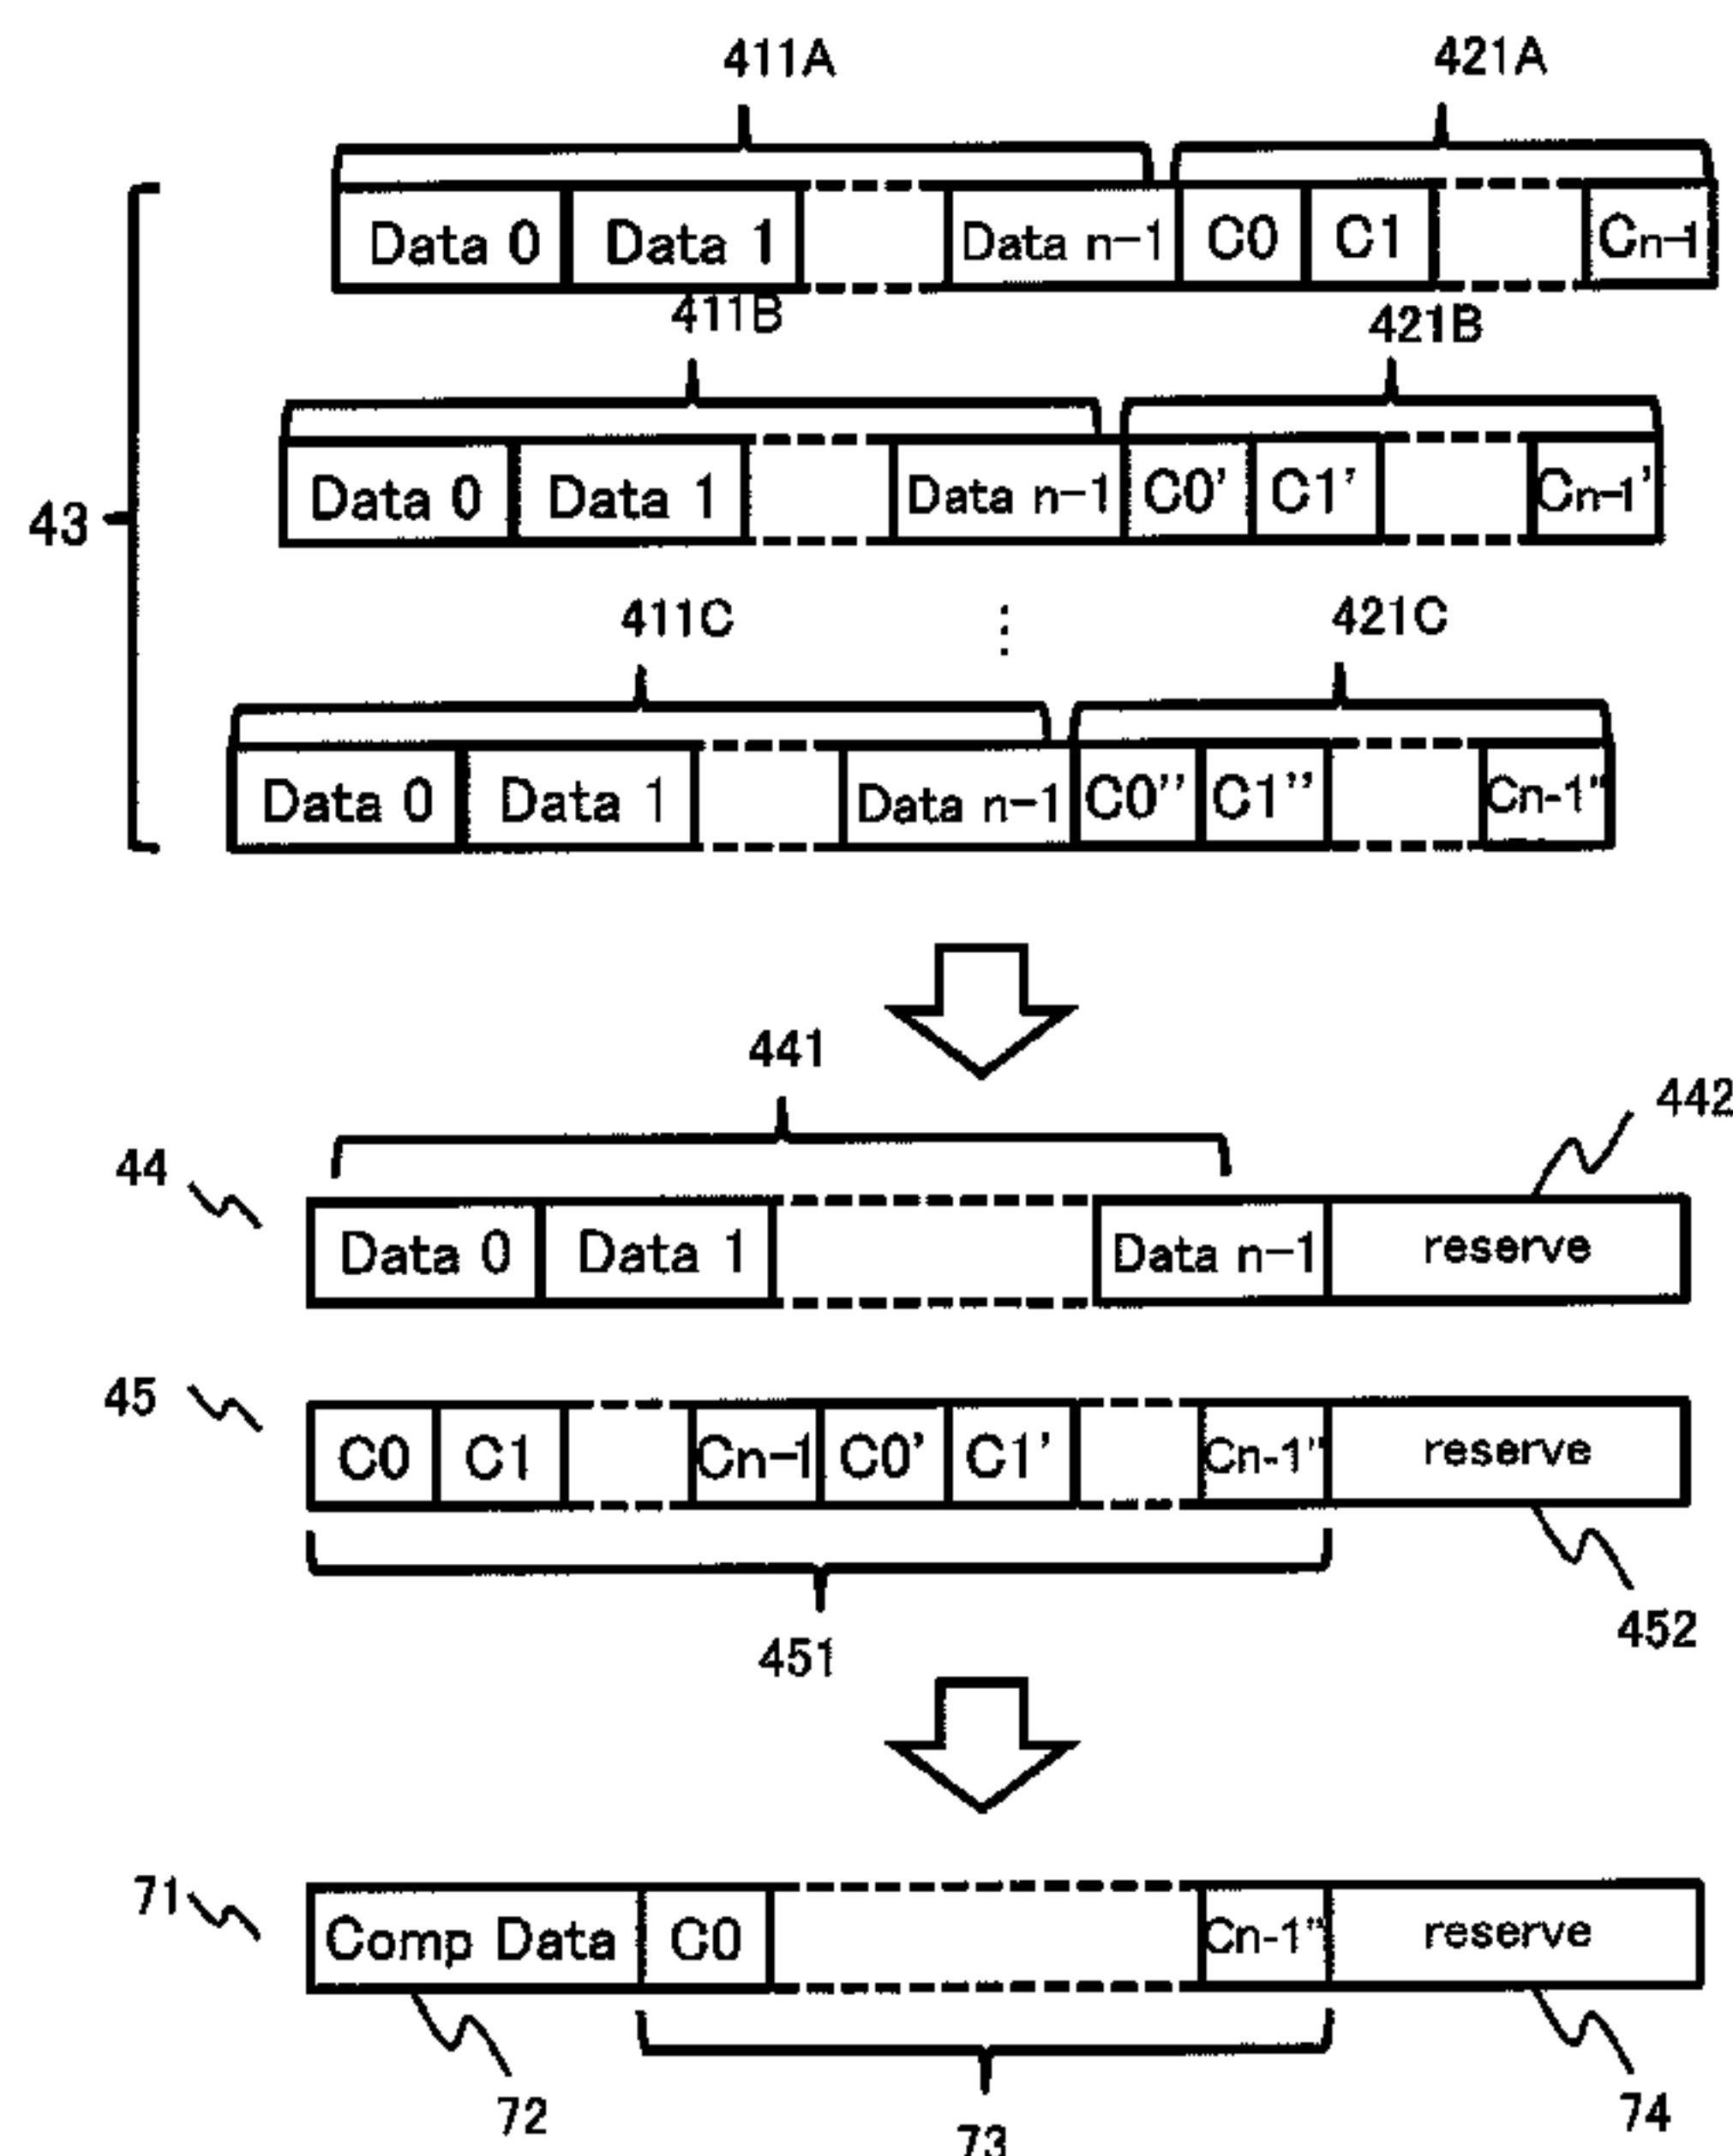 411A 421A
Data 0 Data 1 Data n-1 C0 C1 Cn-1
411B 421B
43
Data 0 Data 1 Data n-1 C0' C1' Cn-1'
411C ⋮ 421C
Data 0 Data 1 Data n-1 C0'' C1'' Cn-1''
441
442
44
Data 0 Data 1 Data n-1 reserve
45
C0 C1 Cn-1 C0' C1' Cn-1'' reserve
451
452
71
Comp Data C0 Cn-1'' reserve
72 73 74